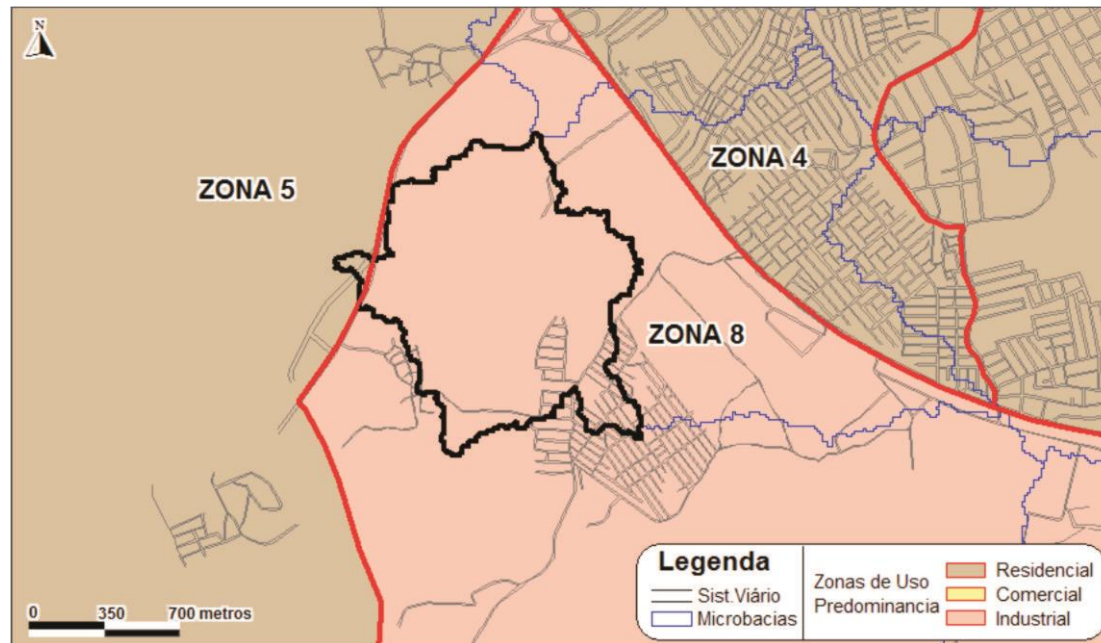 N
ZONA 5
ZONA 4
ZONA 8
0 350 700 metros
Legenda
Sist.Viário
Microbacias
Zonas de Uso
Predominancia
Residencial
Comercial
Industrial